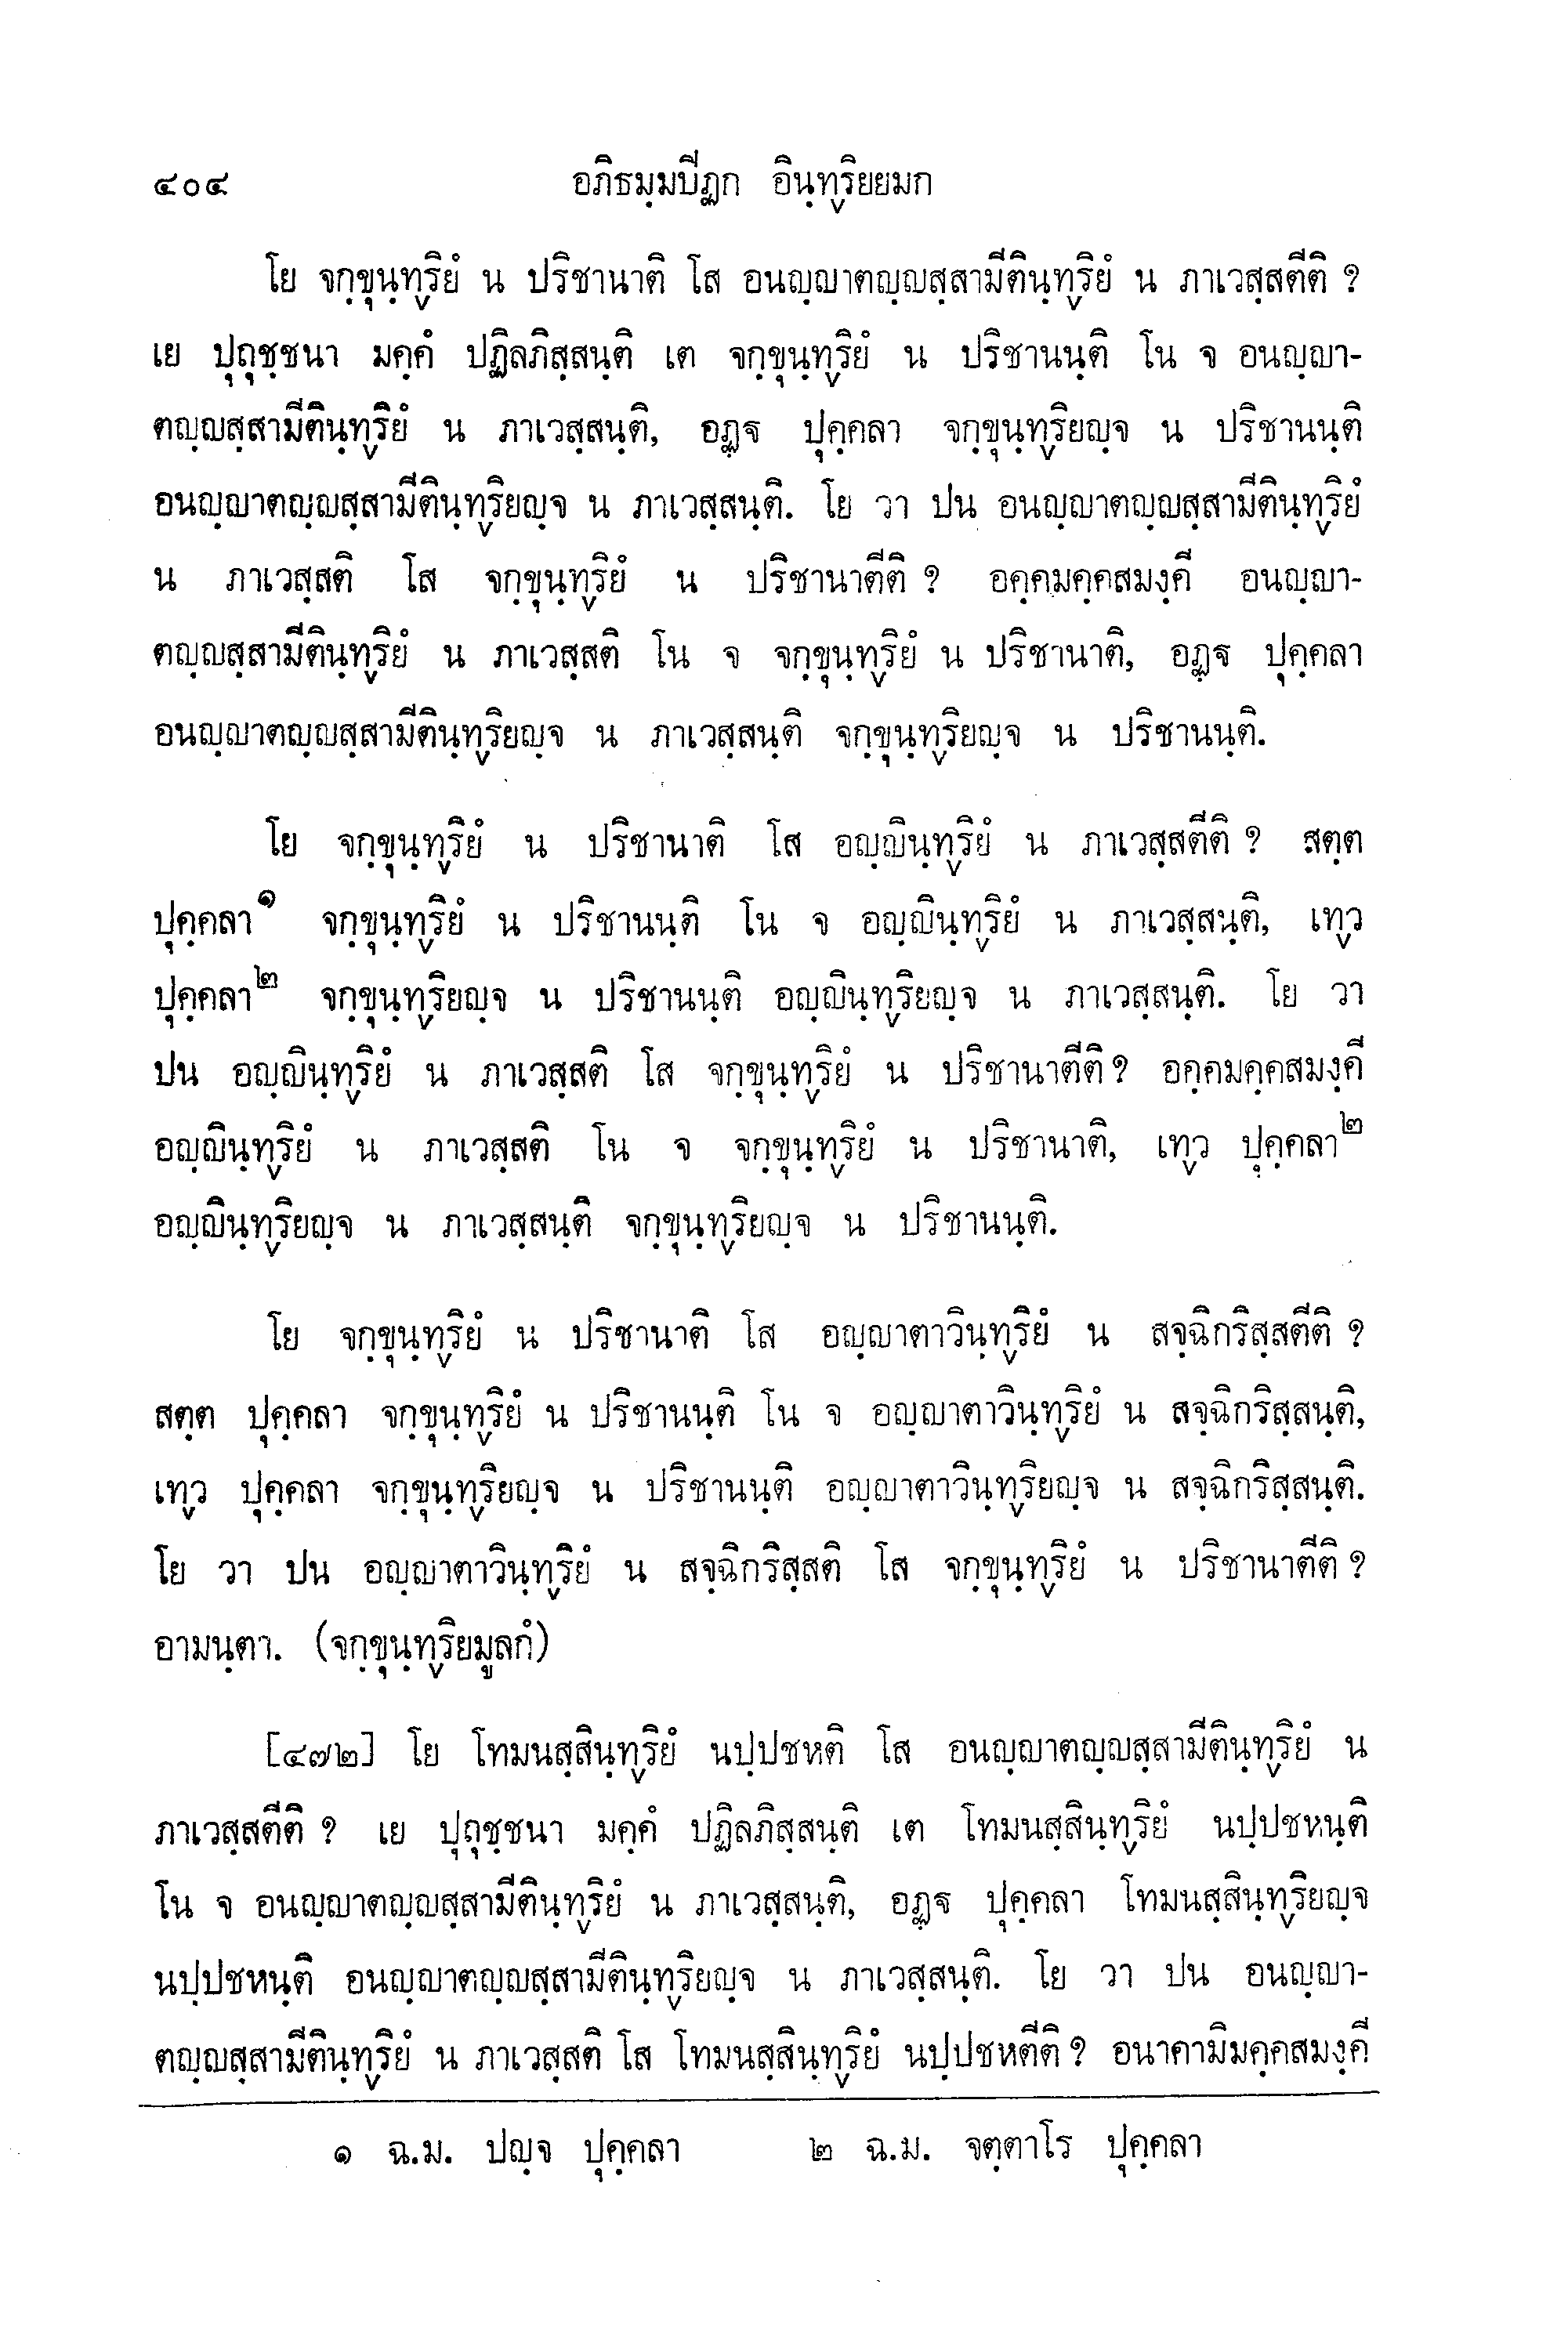 ๔๐๔ อภิธมฺมปิฏก อินฺทฺริยยมก
โย จกฺขุนฺทฺริยํ น ปริชานาติ โส อนญฺญาตญฺญสฺสามีตินฺทฺริยํ น ภาเวสฺสตีติ ?
เย ปุถุชฺชนา มคฺคํ ปฏิลภิสฺสนฺติ เต จกฺขุนฺทฺริยํ น ปริชานนฺติ โน จ อนญฺญา-
ตญฺญสฺสามีตินฺทฺริยํ น ภาเวสฺสนฺติ, อฏฺฐ ปุคฺคลา จกฺขุนฺทฺริยญฺจ น ปริชานนฺติ
อนญฺญาตญฺญสฺสามีตินฺทฺริยญฺจ น ภาเวสฺสนฺติ. โย วา ปน อนญฺญาตญฺญสฺสามีตินฺทฺริยํ
น ภาเวสฺสติ โส จกฺขุนฺทฺริยํ น ปริชานาตีติ ? อคฺคมคฺคสมงฺคี อนญฺญา-
ตญฺญสฺสามีตินฺทฺริยํ น ภาเวสฺสติ โน จ จกฺขุนฺทฺริยํ น ปริชานาติ, อฏฺฐ ปุคฺคลา
อนญฺญาตญฺญสฺสามีตินฺทฺริยญฺจ น ภาเวสฺสนฺติ จกฺขุนฺทฺริยญฺจ น ปริชานนฺติ.
โย จกฺขุนฺทฺริยํ น ปริชานาติ โส อญฺญินฺทฺริยํ น ภาเวสฺสตีติ ? สตฺต
ปุคฺคลา๑ จกฺขุนฺทฺริยํ น ปริชานนฺติ โน จ อญฺญินฺทฺริยํ น ภาเวสฺสนฺติ, เทฺว
ปุคฺคลา๒ จกฺขุนฺทฺริยญฺจ น ปริชานนฺติ อญฺญินฺทฺริยญฺจ น ภาเวสฺสนฺติ. โย วา
ปน อญฺญินฺทฺริยํ น ภาเวสฺสติ โส จกฺขุนฺทฺริยํ น ปริชานาตีติ ? อคฺคมคฺคสมงฺคี
อญฺญินฺทฺริยํ น ภาเวสฺสติ โน จ จกฺขุนฺทฺริยํ น ปริชานาติ, เทฺว ปุคฺคลา๒
อญฺญินฺทฺริยญฺจ น ภาเวสฺสนฺติ จกฺขุนฺทฺริยญฺจ น ปริชานนฺติ.
โย จกฺขุนฺทฺริยํ น ปริชานาติ โส อญฺญาตาวินฺทฺริยํ น สจฺฉิกริสฺสตีติ ?
สตฺต ปุคฺคลา จกฺขุนฺทฺริยํ น ปริชานนฺติ โน จ อญฺญาตาวินฺทฺริยํ น สจฺฉิกริสฺสนฺติ,
เทฺว ปุคฺคลา จกฺขุนฺทฺริยญฺจ น ปริชานนฺติ อญฺญาตาวินฺทฺริยญฺจ น สจฺฉิกริสฺสนฺติ.
โย วา ปน อญฺญาตาวินฺทฺริยํ น สจฺฉิกริสฺสติ โส จกฺขุนฺทฺริยํ น ปริชานาตีติ ?
อามนฺตา. (จกฺขุนฺทฺริยมูลกํ)
[๔๗๒] โย โทมนสฺสินฺทฺริยํ นปฺปชหติ โส อนญฺญาตญฺญสฺสามีตินฺทฺริยํ น
ภาเวสฺสตีติ ? เย ปุถุชฺชนา มคฺคํ ปฏิลภิสฺสนฺติ เต โทมนสฺสินฺทฺริยํ นปฺปชหนฺติ
โน จ อนญฺญาตญฺญสฺสามีตินฺทฺริยํ น ภาเวสฺสนฺติ, อฏฺฐ ปุคฺคลา โทมนสฺสินฺทฺริยญฺจ
นปฺปชหนฺติ อนญฺญาตญฺญสฺสามีตินฺทฺริยญฺจ น ภาเวสฺสนฺติ. โย วา ปน อนญฺญา-
ตญฺญสฺสามีตินฺทฺริยํ น ภาเวสฺสติ โส โทมนสฺสินฺทฺริยํ นปฺปชหตีติ ? อนาคามิมคฺคสมงฺคี
๑ ฉ.ม. ปญฺจ ปุคฺคลา ๒ ฉ.ม. จตฺตาโร ปุคฺคลา